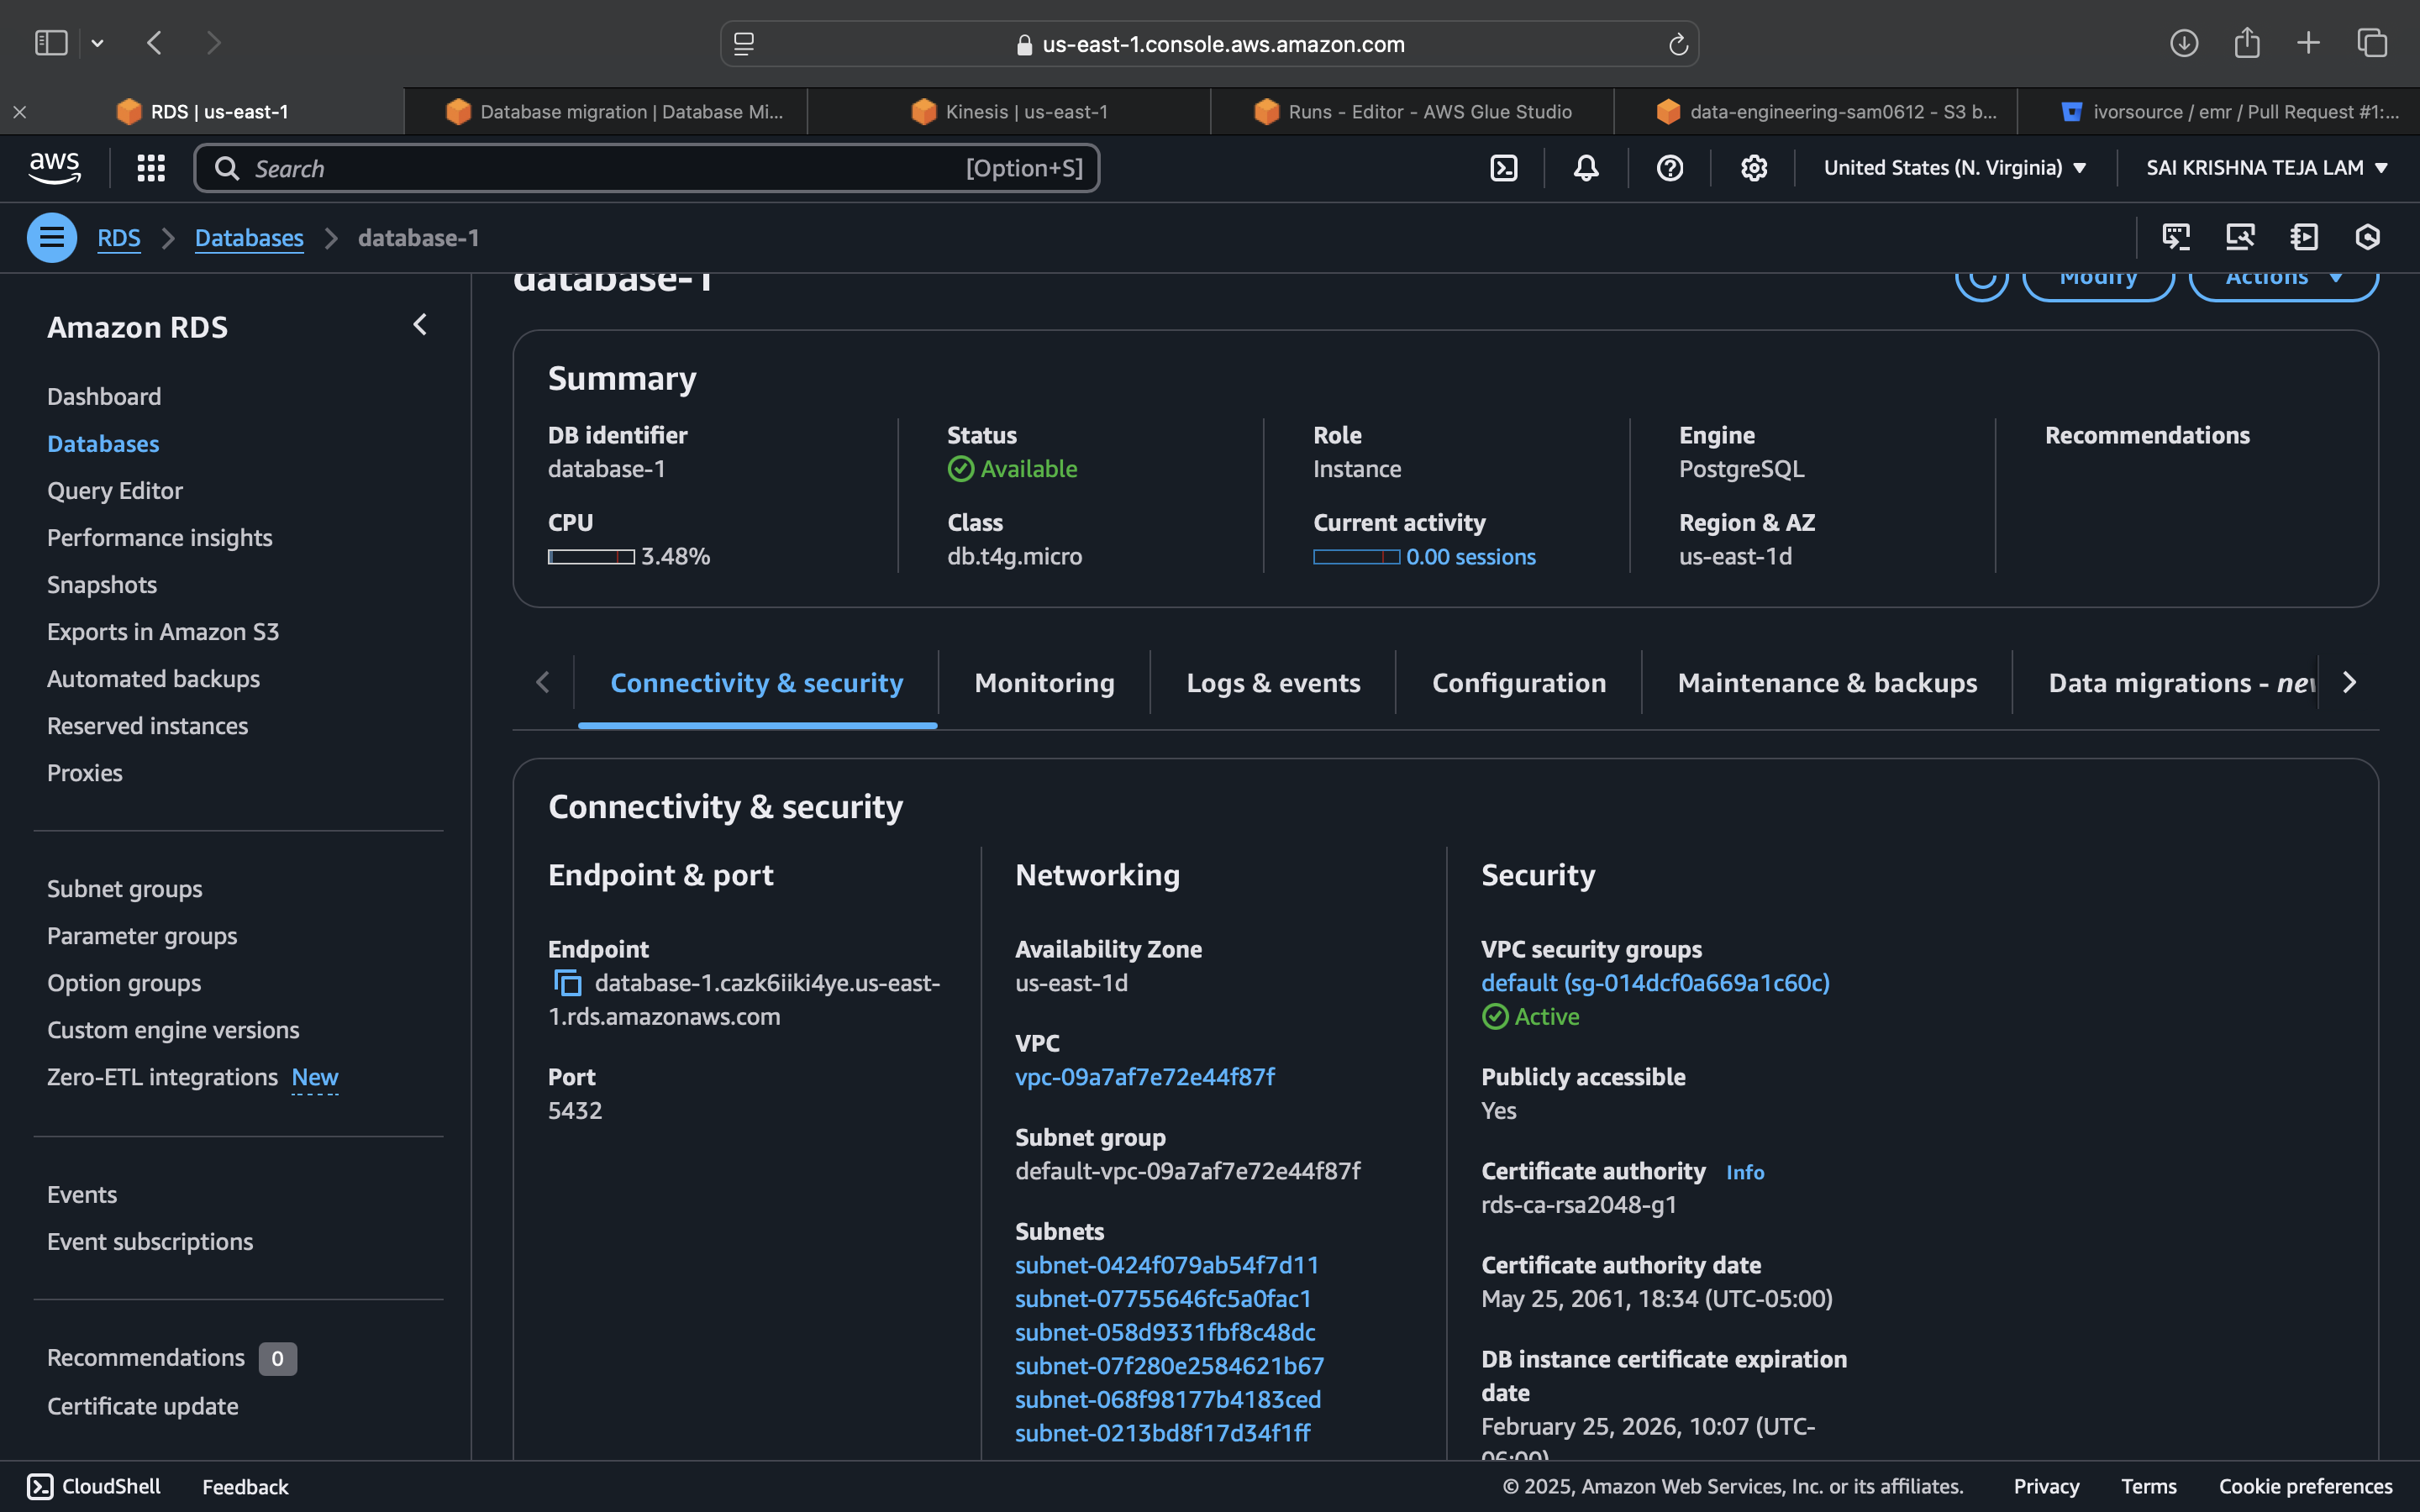 us-east-1.console.aws.amazon.com
RDS | us-east-1
Database migration | Database Mi...
Kinesis | us-east-1
Runs - Editor - AWS Glue Studio
data-engineering-sam0612 - S3 b...
ivorsource / emr / Pull Request #1:...
aws
Search
[Option+S]
United States (N. Virginia)
SAI KRISHNA TEJA LAM
RDS
Databases
database-1
database-1
Modify
Actions
Amazon RDS
Dashboard
Databases
Query Editor
Performance insights
Snapshots
Exports in Amazon S3
Automated backups
Reserved instances
Proxies
Subnet groups
Parameter groups
Option groups
Custom engine versions
Zero-ETL integrations New
Events
Event subscriptions
Recommendations 0
Certificate update
Summary
DB identifier
database-1
Status
Available
Role
Instance
Engine
PostgreSQL
Recommendations
CPU
3.48%
Class
db.t4g.micro
Current activity
0.00 sessions
Region & AZ
us-east-1d
Connectivity & security
Monitoring
Logs & events
Configuration
Maintenance & backups
Data migrations - new
Connectivity & security
Endpoint & port
Endpoint
database-1.cazk6iiki4ye.us-east-
1.rds.amazonaws.com
Port
5432
Networking
Availability Zone
us-east-1d
VPC
vpc-09a7af7e72e44f87f
Subnet group
default-vpc-09a7af7e72e44f87f
Subnets
subnet-0424f079ab54f7d11
subnet-07755646fc5a0fac1
subnet-058d9331fbf8c48dc
subnet-07f280e2584621b67
subnet-068f98177b4183ced
subnet-0213bd8f17d34f1ff
Security
VPC security groups
default (sg-014dcf0a669a1c60c)
Active
Publicly accessible
Yes
Certificate authority Info
rds-ca-rsa2048-g1
Certificate authority date
May 25, 2061, 18:34 (UTC-05:00)
DB instance certificate expiration
date
February 25, 2026, 10:07 (UTC-
06:00)
CloudShell
Feedback
© 2025, Amazon Web Services, Inc. or its affiliates.
Privacy
Terms
Cookie preferences